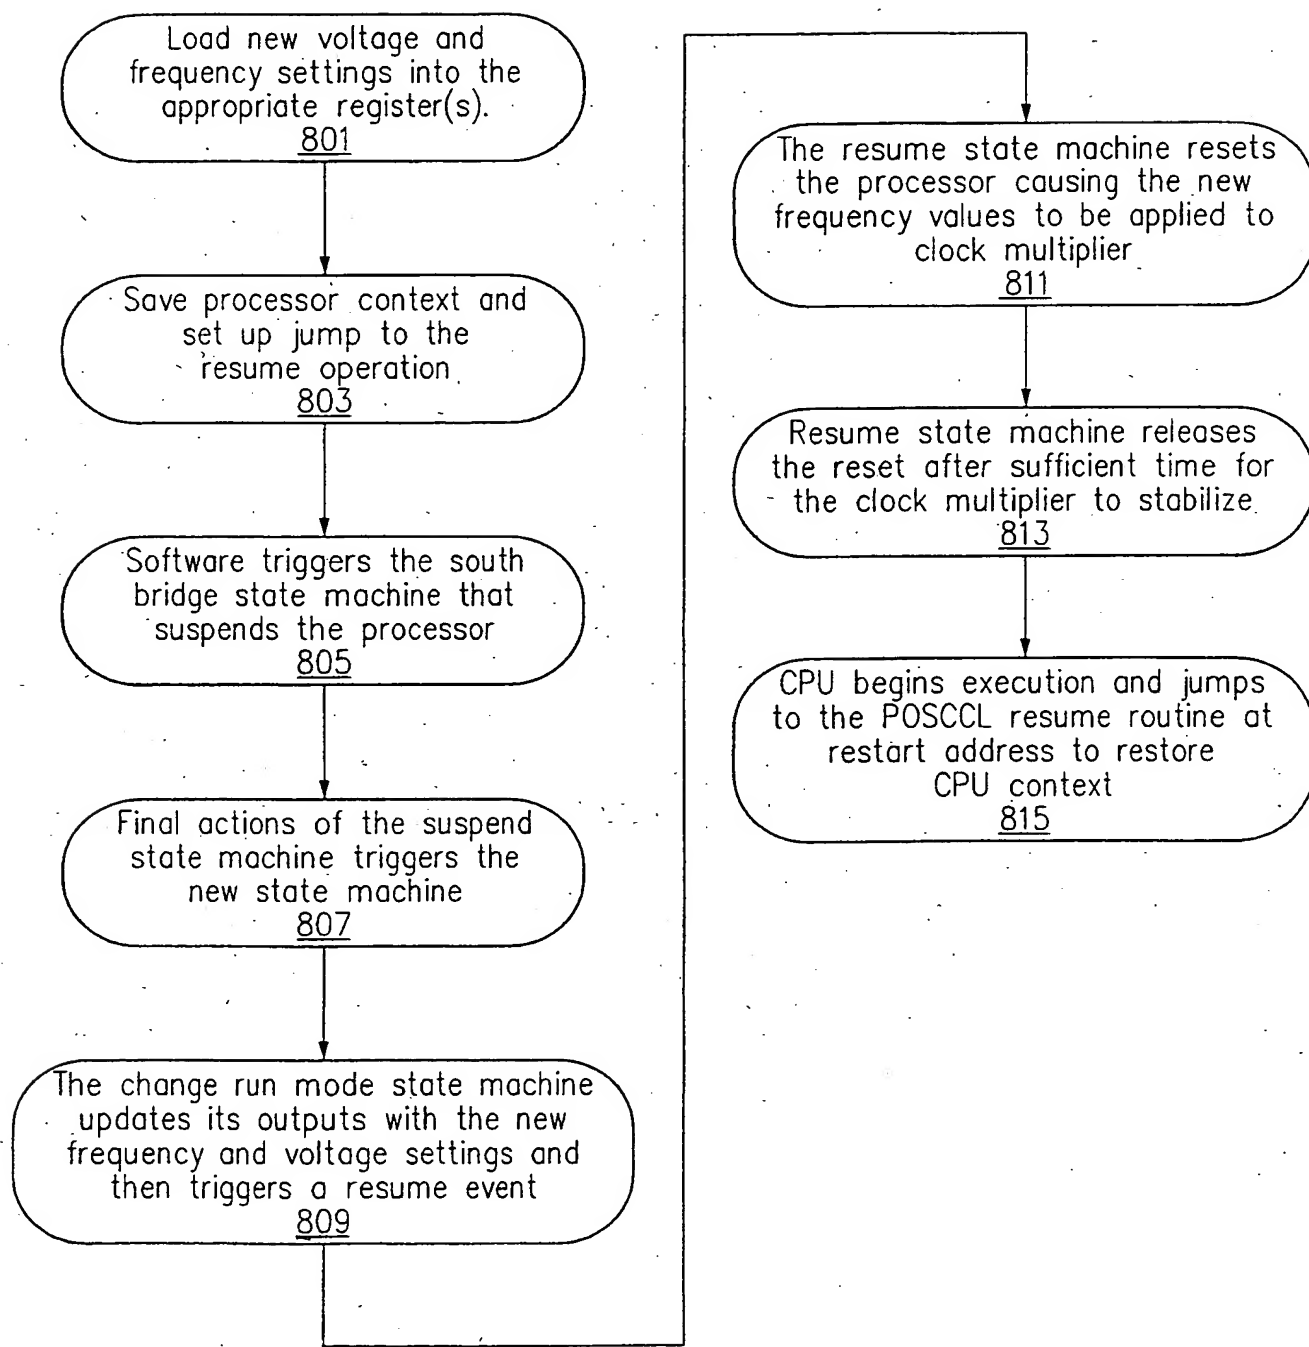 Load new voltage and
frequency settings into the
appropriate register(s).
801
Save processor context and
set up jump to the
resume operation
803
Software triggers the south
bridge state machine that
suspends the processor
805
Final actions of the suspend
state machine triggers the
new state machine
807
The change run mode state machine
updates its outputs with the new
frequency and voltage settings and
then triggers a resume event
809
The resume state machine resets
the processor causing the new
frequency values to be applied to
clock multiplier
811
Resume state machine releases
the reset after sufficient time for
the clock multiplier to stabilize
813
CPU begins execution and jumps
to the POSCCL resume routine at
restart address to restore
CPU context
815